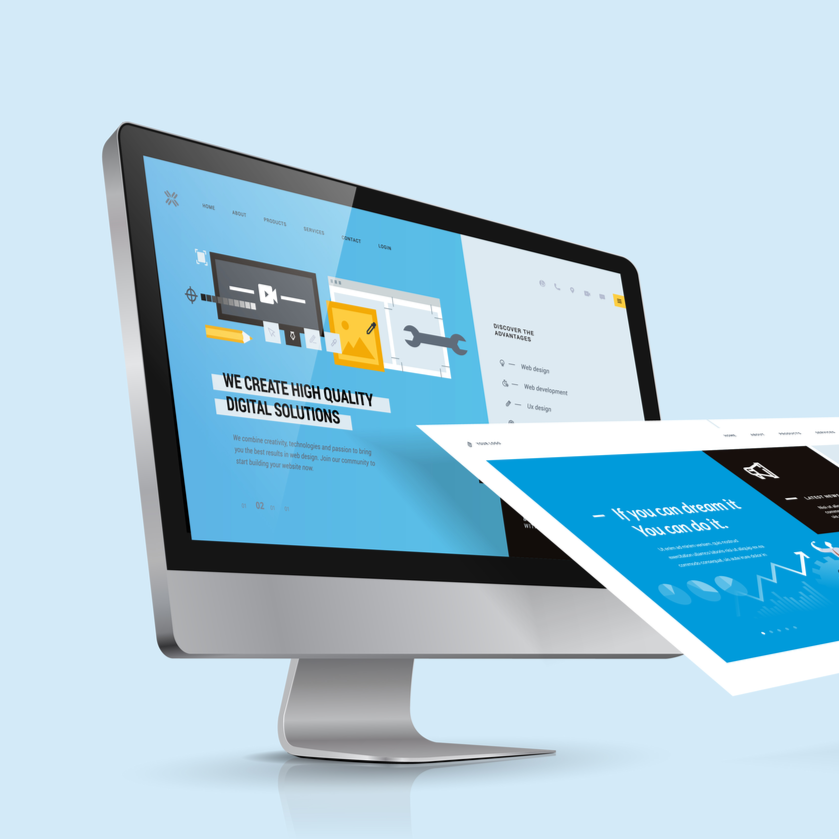 HOME ABOUT PRODUCTS SERVICES CONTACT LOGIN
WE CREATE HIGH QUALITY
DIGITAL SOLUTIONS
We combine creativity, technologies and passion to bring
you the best results in web design. Join our community to
start building your website now.
02
DISCOVER THE
ADVANTAGES
Web design
Web development
Ux design
YOUR LOGO
HOME ABOUT PRODUCTS SERVICES
If you can dream it
You can do it.
LATEST NEWS